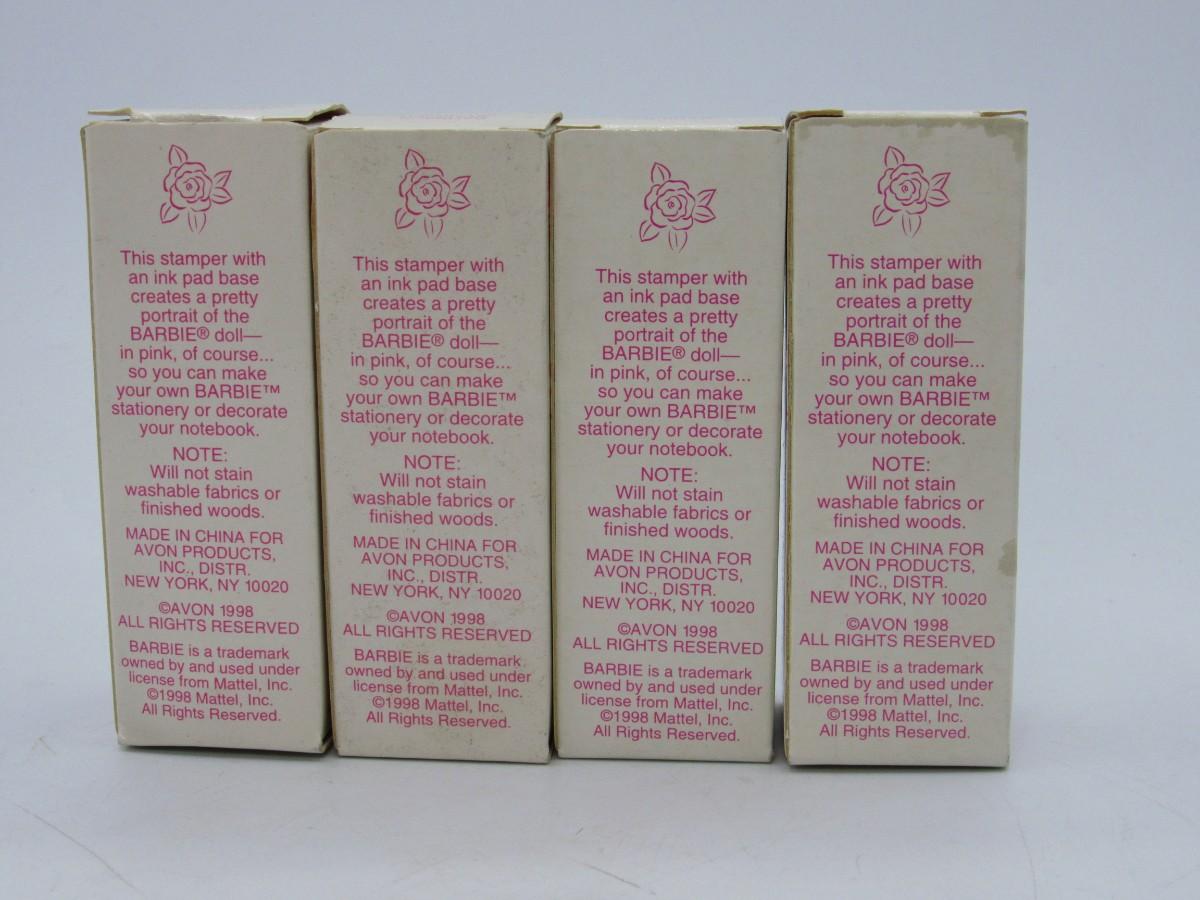 This stamper with
an ink pad base
creates a pretty
portrait of the
BARBIE® doll—
in pink, of course...
so you can make
your own BARBIE™
stationery or decorate
your notebook.
NOTE:
Will not stain
washable fabrics or
finished woods.
MADE IN CHINA FOR
AVON PRODUCTS,
INC., DISTR.
NEW YORK, NY 10020
©AVON 1998
ALL RIGHTS RESERVED
BARBIE is a trademark
owned by and used under
license from Mattel, Inc.
©1998 Mattel, Inc.
All Rights Reserved.
This stamper with
an ink pad base
creates a pretty
portrait of the
BARBIE® doll—
in pink, of course...
so you can make
your own BARBIE™
stationery or decorate
your notebook.
NOTE:
Will not stain
washable fabrics or
finished woods.
MADE IN CHINA FOR
AVON PRODUCTS,
INC., DISTR.
NEW YORK, NY 10020
©AVON 1998
ALL RIGHTS RESERVED
BARBIE is a trademark
owned by and used under
license from Mattel, Inc.
©1998 Mattel, Inc.
All Rights Reserved.
This stamper with
an ink pad base
creates a pretty
portrait of the
BARBIE® doll—
in pink, of course...
so you can make
your own BARBIE™
stationery or decorate
your notebook.
NOTE:
Will not stain
washable fabrics or
finished woods.
MADE IN CHINA FOR
AVON PRODUCTS,
INC., DISTR.
NEW YORK, NY 10020
©AVON 1998
ALL RIGHTS RESERVED
BARBIE is a trademark
owned by and used under
license from Mattel, Inc.
©1998 Mattel, Inc.
All Rights Reserved.
This stamper with
an ink pad base
creates a pretty
portrait of the
BARBIE® doll—
in pink, of course...
so you can make
your own BARBIE™
stationery or decorate
your notebook.
NOTE:
Will not stain
washable fabrics or
finished woods.
MADE IN CHINA FOR
AVON PRODUCTS,
INC., DISTR.
NEW YORK, NY 10020
©AVON 1998
ALL RIGHTS RESERVED
BARBIE is a trademark
owned by and used under
license from Mattel, Inc.
©1998 Mattel, Inc.
All Rights Reserved.